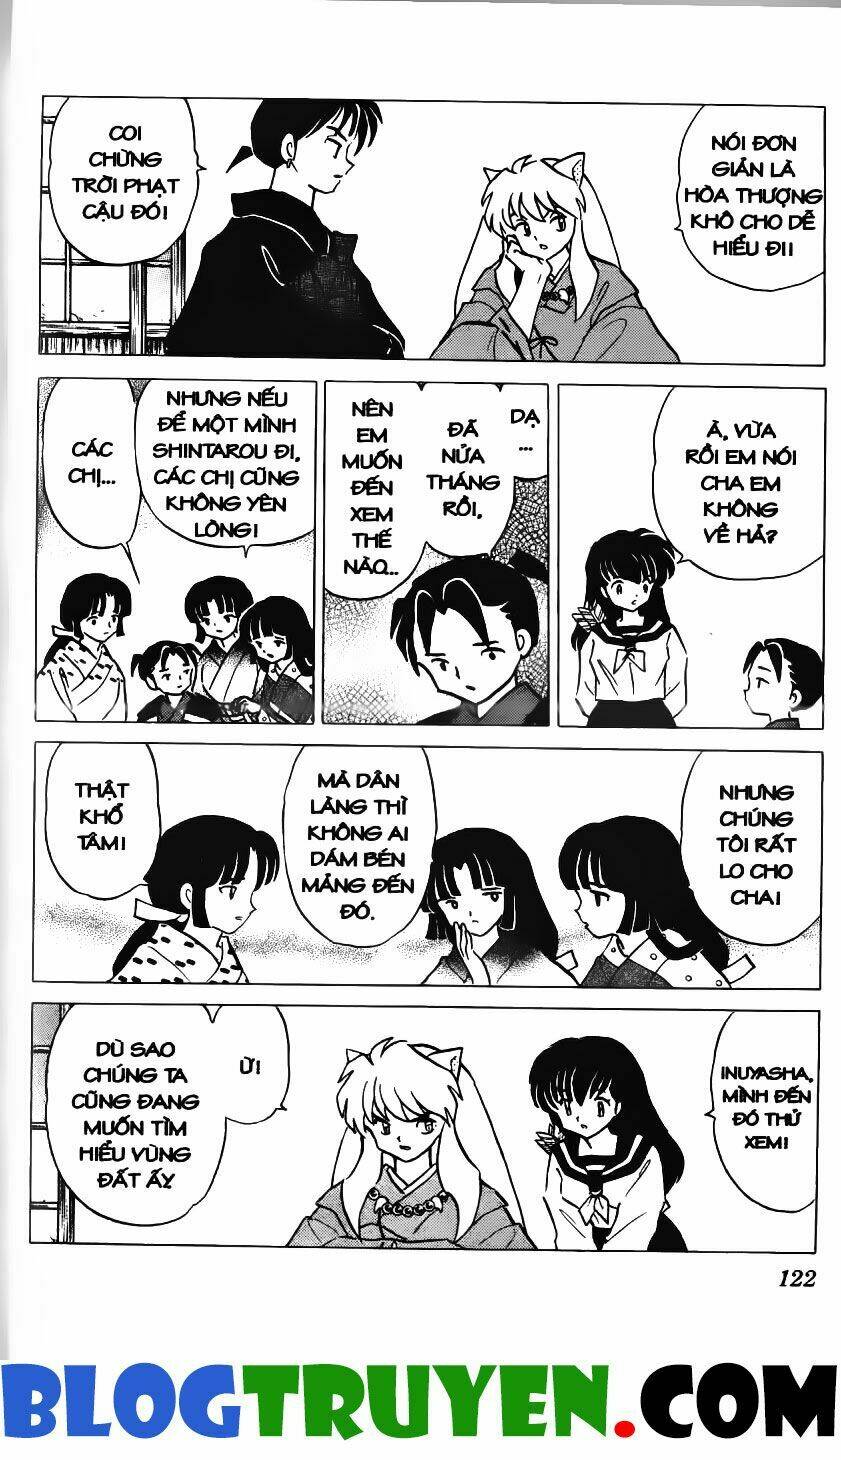 NÓI ĐƠN
GIẢN LÀ
HÒA THƯỢNG
KHÔ CHO DỄ
HIỂU ĐI!
COI
CHỪNG
TRỜI PHẠT
CẬU ĐÓ!
À, VỪA
RỒI EM NÓI
CHA EM
KHÔNG
VỀ HẢ?
DẠ
...
ĐÃ
NỬA
THÁNG
RỒI,
NÊN
EM
MUỐN
ĐẾN
XEM
THẾ
NÀO...
NHƯNG NẾU
ĐỂ MỘT MÌNH
SHINTAROU ĐI,
CÁC CHỊ CŨNG
KHÔNG YÊN
LÒNG!
CÁC
CHỊ...
NHƯNG
CHÚNG
TÔI RẤT
LO CHO
CHA!
MÀ DÂN
LÀNG THÌ
KHÔNG AI
DÁM BÉN
MẢNG ĐẾN
ĐÓ.
THẬT
KHỔ
TÂM!
INUYASHA,
MÌNH ĐẾN
ĐÓ THỬ
XEM!
Ừ!
DÙ SAO
CHÚNG TA
CŨNG ĐANG
MUỐN TÌM
HIỂU VÙNG
ĐẤT ẤY.
122
BLOGTRUYEN.COM